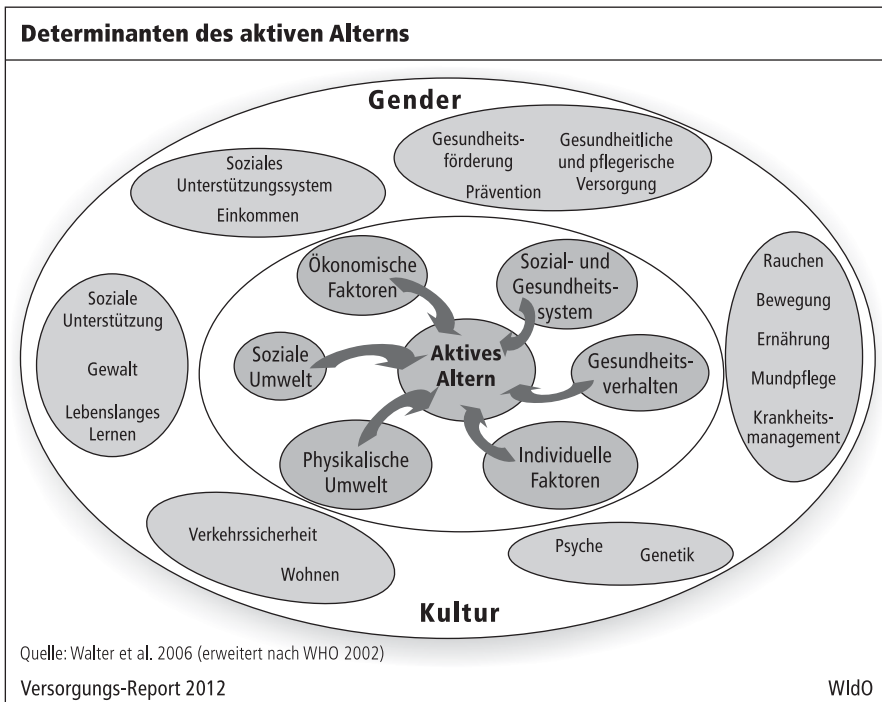 Determinanten des aktiven Alterns
Gender
Gesundheits-
förderung
Prävention
Gesundheitliche
und pflegerische
Versorgung
Soziales
Unterstützungssystem
Einkommen
Ökonomische
Faktoren
Sozial- und
Gesundheits-
system
Rauchen
Bewegung
Ernährung
Mundpflege
Krankheits-
management
Soziale
Unterstützung
Gewalt
Lebenslanges
Lernen
Soziale
Umwelt
Aktives
Altern
Gesundheits-
verhalten
Physikalische
Umwelt
Individuelle
Faktoren
Verkehrssicherheit
Wohnen
Psyche
Genetik
Kultur
Quelle: Walter et al. 2006 (erweitert nach WHO 2002)
Versorgungs-Report 2012
WIdO